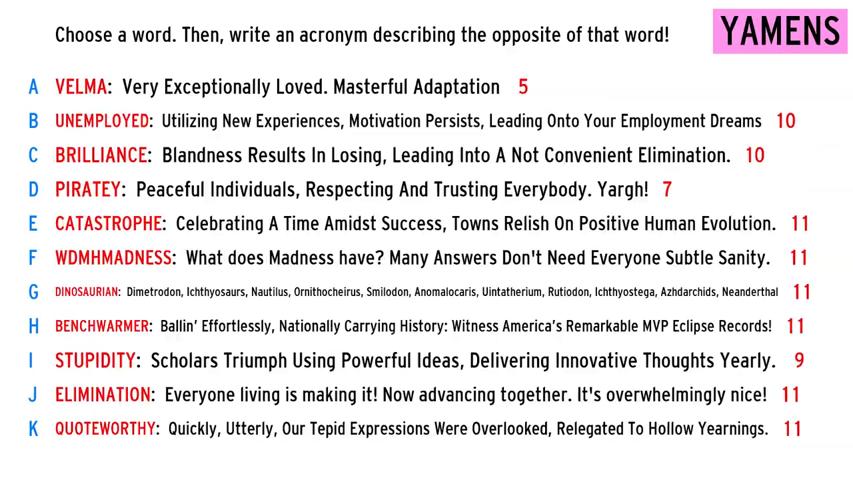 Choose a word. Then, write an acronym describing the opposite of that word!
YAMENS
A VELMA: Very Exceptionally Loved. Masterful Adaptation 5
B UNEMPLOYED: Utilizing New Experiences, Motivation Persists, Leading Onto Your Employment Dreams 10
C BRILLIANCE: Blandness Results In Losing, Leading Into A Not Convenient Elimination. 10
D PIRATEY: Peaceful Individuals, Respecting And Trusting Everybody. Yargh! 7
E CATASTROPHE: Celebrating A Time Amidst Success, Towns Relish On Positive Human Evolution. 11
F WDMHMADNESS: What does Madness have? Many Answers Don't Need Everyone Subtle Sanity. 11
G DINOSAURIAN: Dimetrodon, Ichthyosaurs, Nautilus, Ornithocheirus, Smilodon, Anomalocaris, Uintatherium, Rutiodon, Ichthyostega, Azhdarchids, Neanderthal 11
H BENCHWARMER: Ballin' Effortlessly, Nationally Carrying History: Witness America's Remarkable MVP Eclipse Records! 11
I STUPIDITY: Scholars Triumph Using Powerful Ideas, Delivering Innovative Thoughts Yearly. 9
J ELIMINATION: Everyone living is making it! Now advancing together. It's overwhelmingly nice! 11
K QUOTEWORTHY: Quickly, Utterly, Our Tepid Expressions Were Overlooked, Relegated To Hollow Yearnings. 11